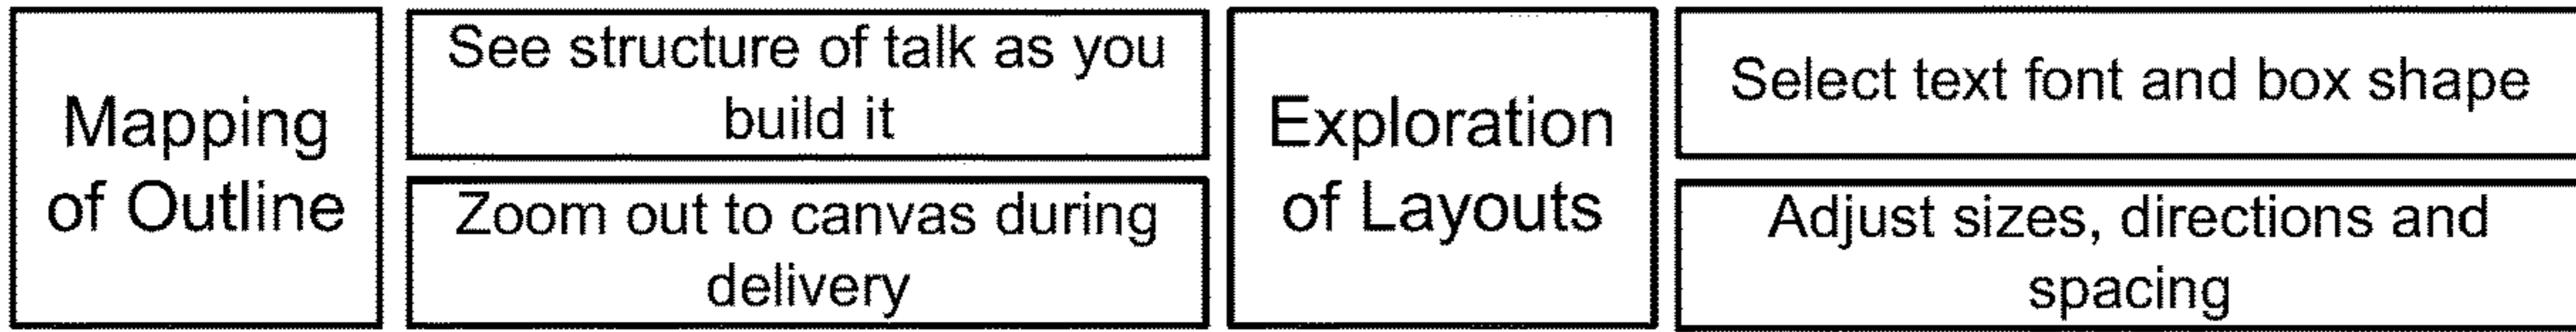 Mapping
of Outline
See structure of talk as you
build it
Zoom out to canvas during
delivery
Exploration
of Layouts
Select text font and box shape
Adjust sizes, directions and
spacing